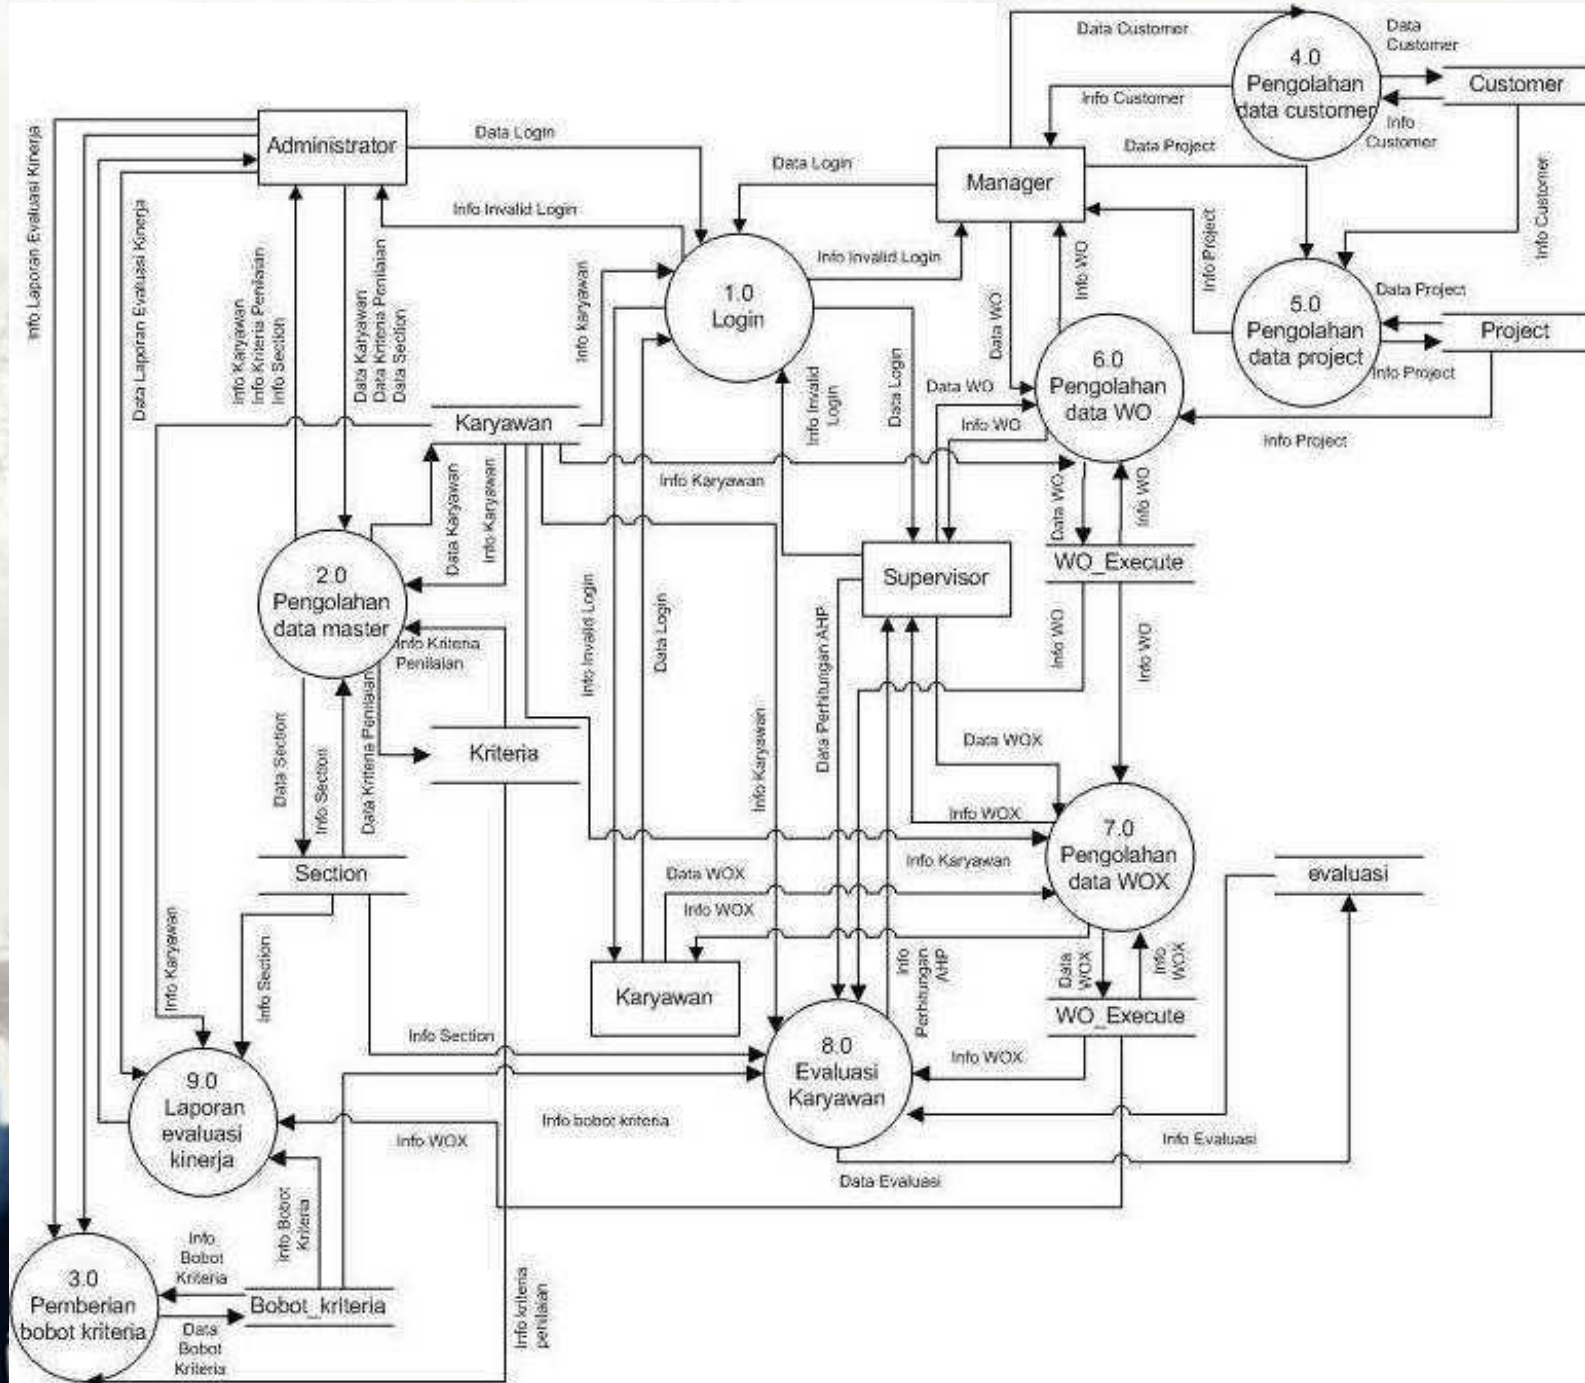 Data Customer
Data
Customer
4.0
Pengolahan
data customer
Customer
Info Customer
Info
Customer
Administrator
Data Login
Data Login
Manager
Data Project
Info Invalid Login
Info Invalid Login
Info Laporan Evaluasi Kinerja
Data Laporan Evaluasi Kinerja
Info Karyawan
Info Kriteria Penilaian
Info Section
Data Karyawan
Data Kriteria Penilaian
Data Section
Info karyawan
1.0
Login
Data WO
Info WO
Info Project
Info Customer
5.0
Pengolahan
data project
Data Project
Project
Info Project
6.0
Pengolahan
data WO
Data WO
Info WO
Info Project
Data Login
Info Invalid
Login
Karyawan
Info Karyawan
Data Karyawan
Info Karyawan
Data WO
Info WO
WO_Execute
Supervisor
2.0
Pengolahan
data master
Info Kriteria
Penilaian
Info Invalid Login
Data Login
Data Perhitungan AHP
Info WO
Info WO
Data Section
Info Section
Data Kriteria Penilaian
Kriteria
Info Karyawan
Data WOX
Info WOX
7.0
Pengolahan
data WOX
Info Karyawan
Section
Data WOX
Info WOX
evaluasi
Info Karyawan
Info Section
Karyawan
Info
Perhitungan
AHP
Data
WOX
Info
WOX
WO_Execute
Info Section
8.0
Evaluasi
Karyawan
Info WOX
9.0
Laporan
evaluasi
kinerja
Info WOX
Info bobot kriteria
Info Evaluasi
Data Evaluasi
Info Bobot
Kriteria
Info
Bobot
Kriteria
3.0
Pemberian
bobot kriteria
Bobot_kriteria
Data
Bobot
Kriteria
Info kriteria
penilaian